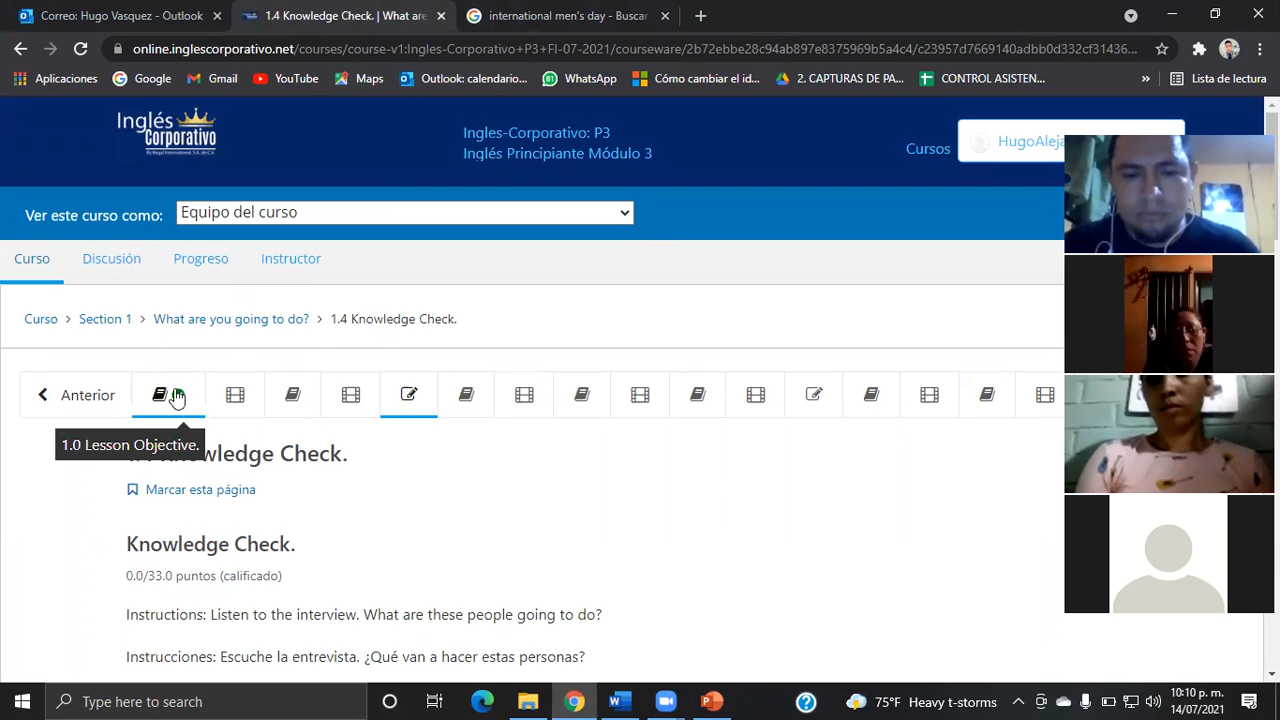 Correo: Hugo Vasquez - Outlook
1.4 Knowledge Check. | What are
international men's day - Buscar
online.inglescorporativo.net/courses/course-v1:Ingles-Corporativo+P3+FI-07-2021/courseware/2b72ebbe28c94ab897e8375969b5a4c4/c23957d7669140adbb0d332cf31436...
Aplicaciones
Google
Gmail
YouTube
Maps
Outlook: calendario...
WhatsApp
Cómo cambiar el id...
2. CAPTURAS DE PA...
CONTROL ASISTEN...
»
Lista de lectura
Inglés
Corporativo
Ingles-Corporativo: P3
Inglés Principiante Módulo 3
Cursos
HugoAleja
Ver este curso como:
Equipo del curso
Curso
Discusión
Progreso
Instructor
Curso > Section 1 > What are you going to do? > 1.4 Knowledge Check.
Anterior
1.0 Lesson Objective.
Knowledge Check.
Marcar esta página
Knowledge Check.
0.0/33.0 puntos (calificado)
Instructions: Listen to the interview. What are these people going to do?
Instrucciones: Escuche la entrevista. ¿Qué van a hacer estas personas?
Type here to search
75°F Heavy t-storms
10:10 p. m.
14/07/2021